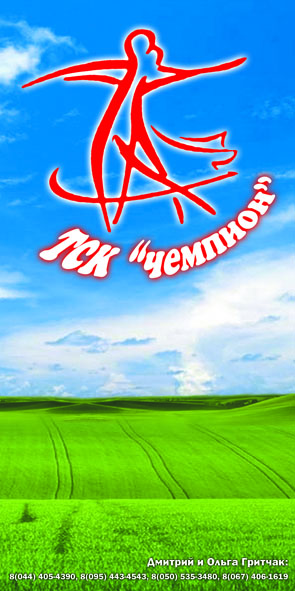 ТСК “Чемпион”
Дмитрий и Ольга Гритчак:
8(044) 405-4390, 8(095) 443-4543, 8(050) 535-3480, 8(067) 406-1619